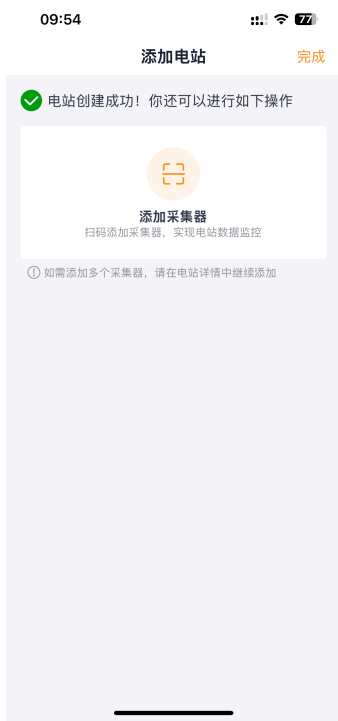 09:54
77
添加电站
完成
电站创建成功！你还可以进行如下操作
添加采集器
扫码添加采集器，实现电站数据监控
如需添加多个采集器，请在电站详情中继续添加